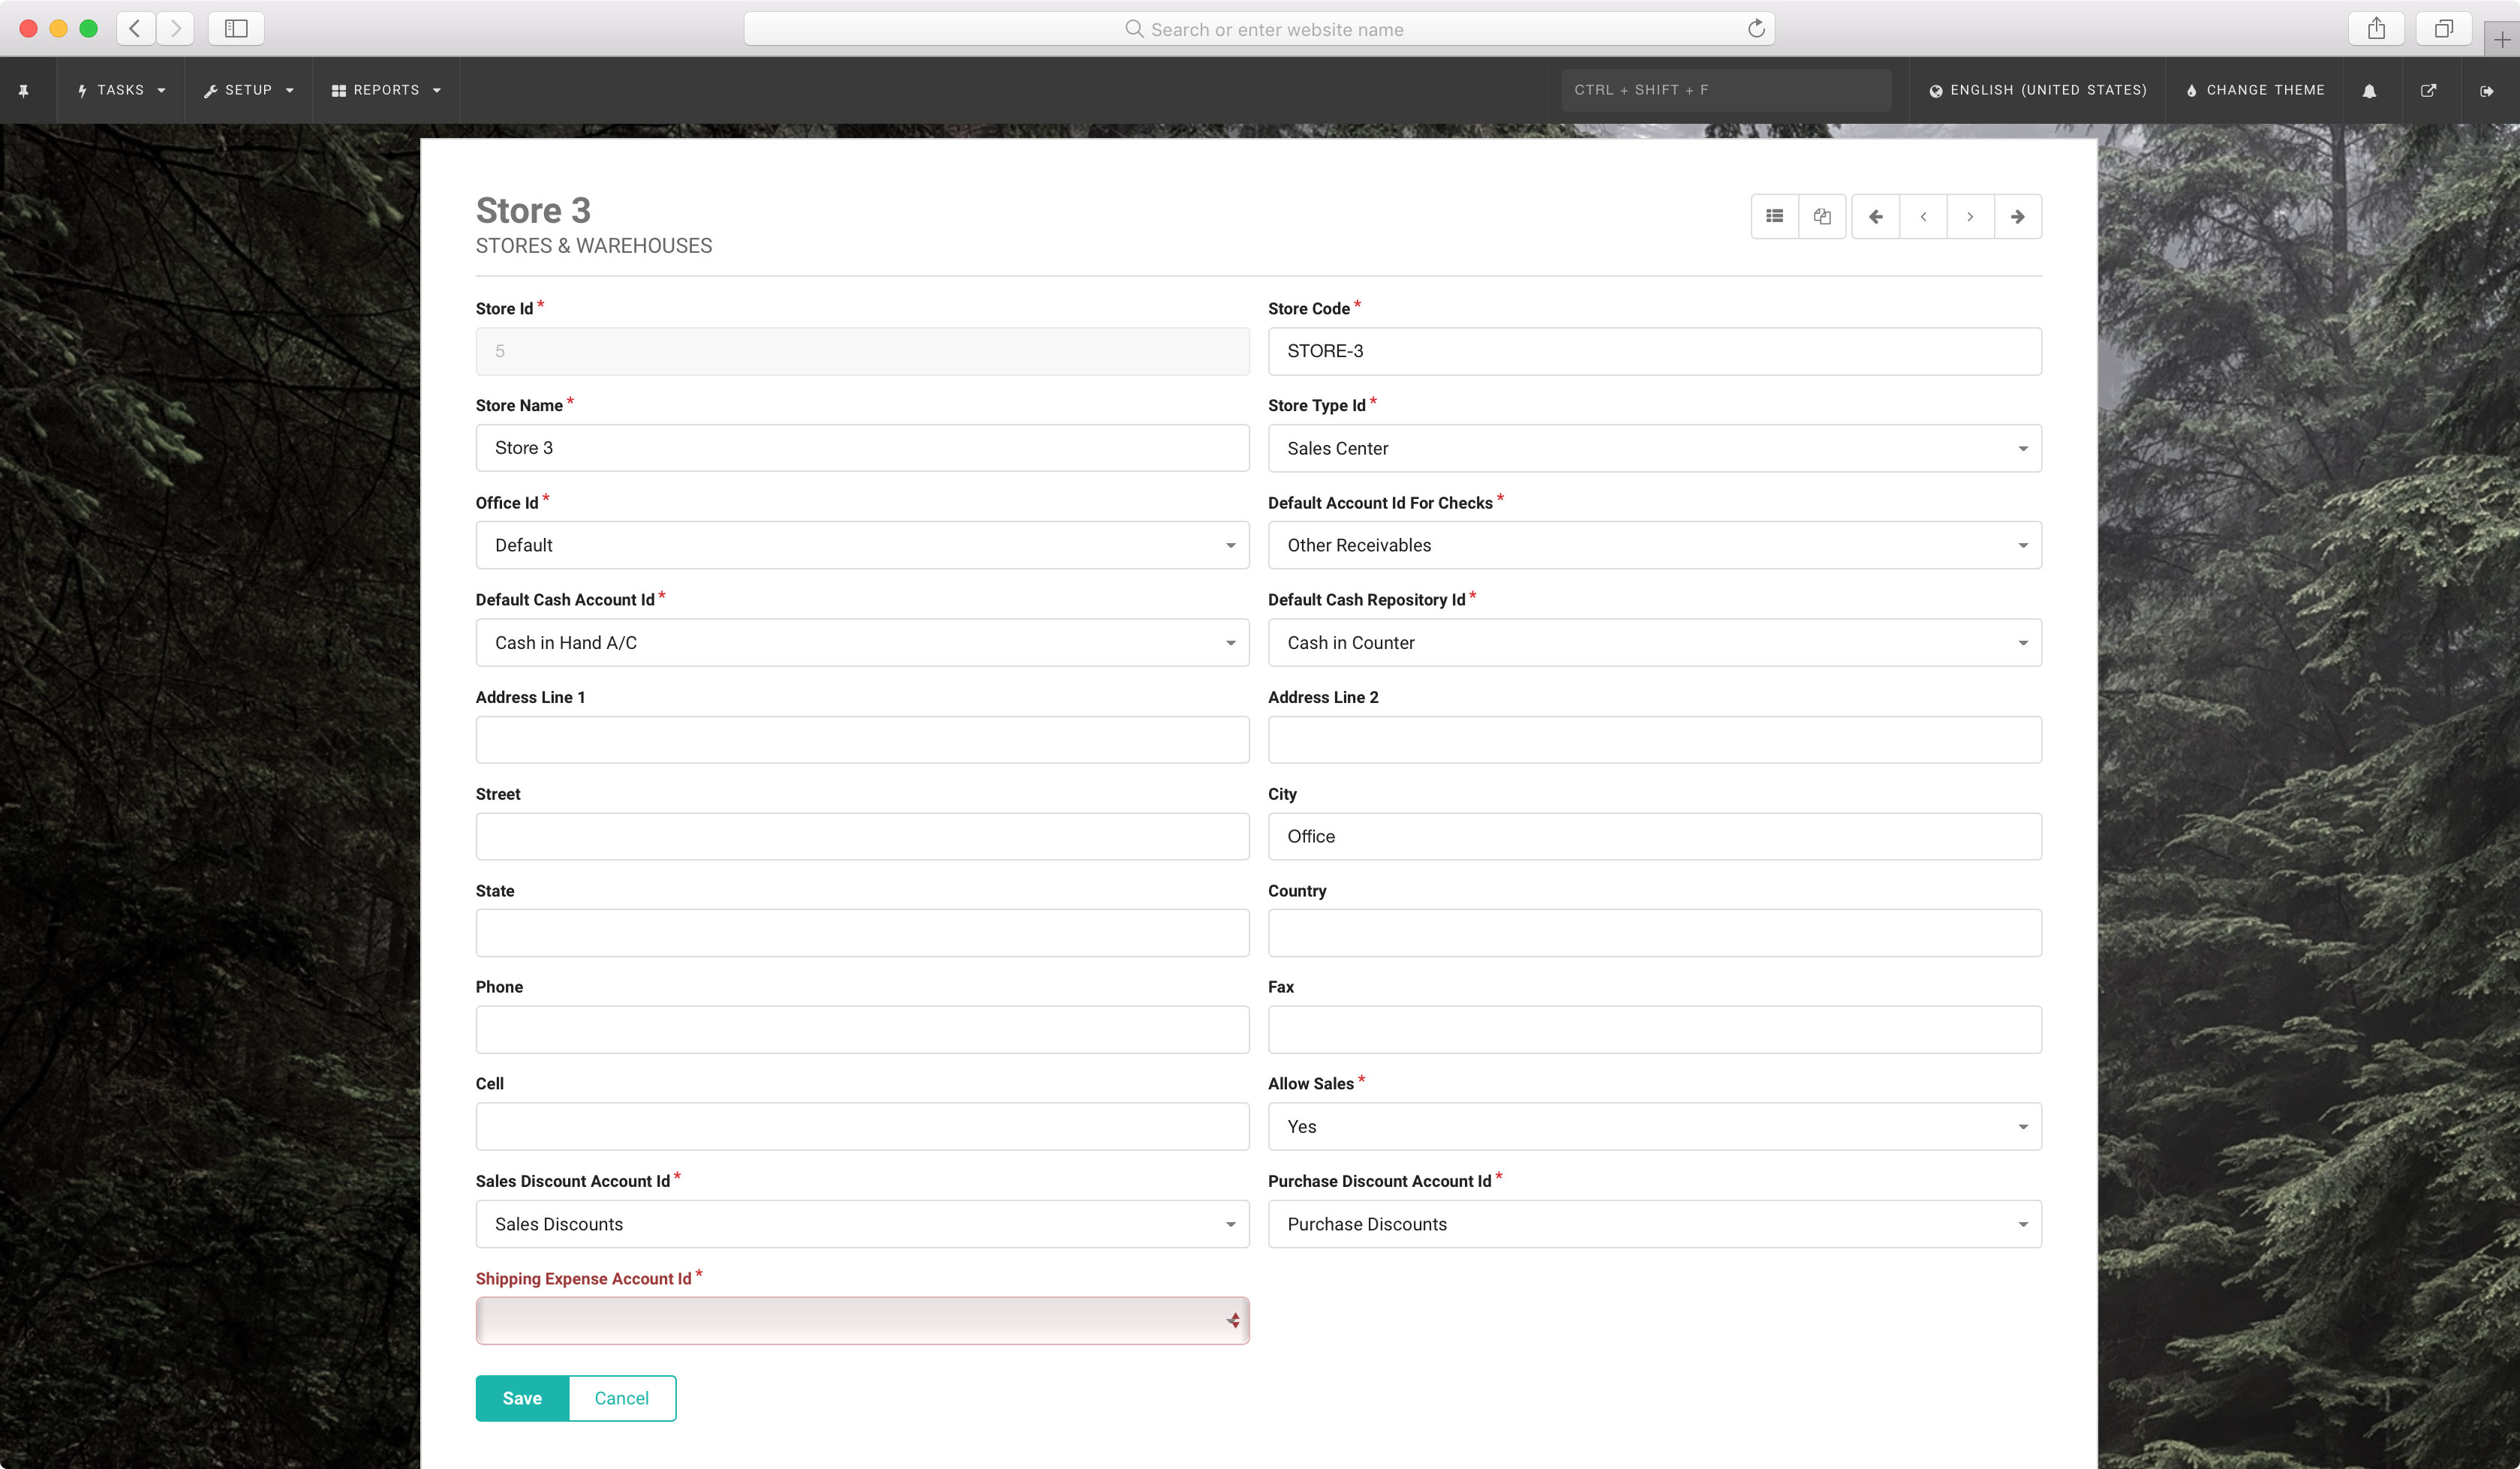 Search or enter website name
TASKS
SETUP
REPORTS
CTRL + SHIFT + F
ENGLISH (UNITED STATES)
CHANGE THEME
Store 3
STORES & WAREHOUSES
Store Id *
Store Code *
5
STORE-3
Store Name *
Store Type Id *
Store 3
Sales Center
Office Id *
Default Account Id For Checks *
Default
Other Receivables
Default Cash Account Id *
Default Cash Repository Id *
Cash in Hand A/C
Cash in Counter
Address Line 1
Address Line 2
Street
City
Office
State
Country
Phone
Fax
Cell
Allow Sales *
Yes
Sales Discount Account Id *
Purchase Discount Account Id *
Sales Discounts
Purchase Discounts
Shipping Expense Account Id *
Save
Cancel